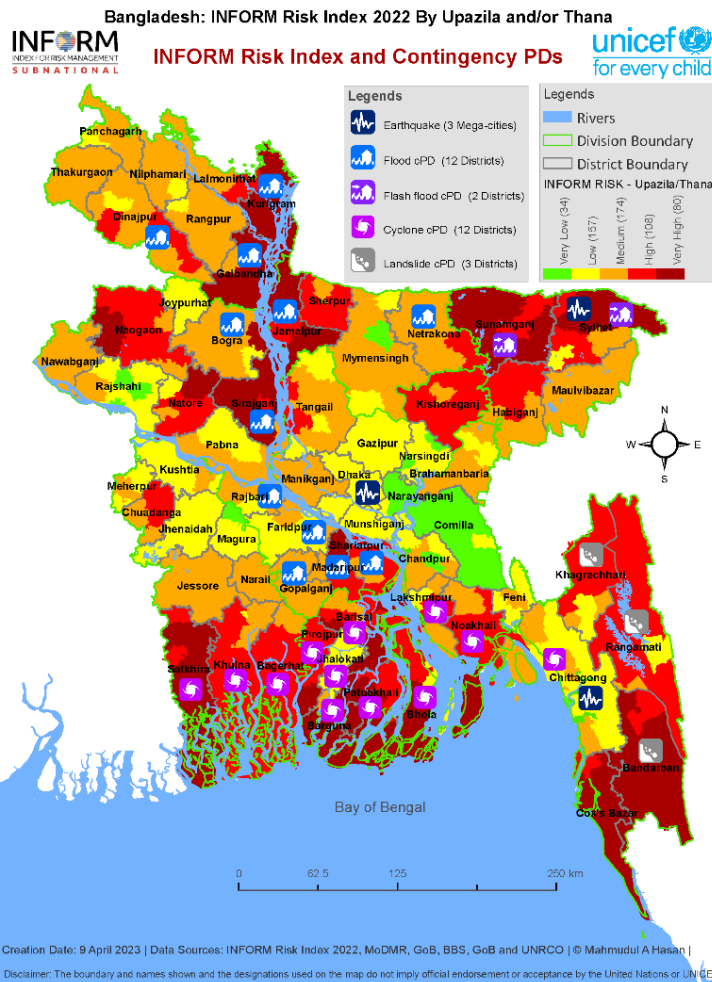 Bangladesh: INFORM Risk Index 2022 By Upazila and/or Thana
INFORM
INDEX FOR RISK MANAGEMENT
SUBNATIONAL
INFORM Risk Index and Contingency PDs
unicef
for every child
Legends
Earthquake (3 Mega-cities)
Flood cPD (12 Districts)
Flash flood cPD (2 Districts)
Cyclone cPD (12 Districts)
Landslide cPD (3 Districts)
Legends
Rivers
Division Boundary
District Boundary
INFORM RISK - Upazila/Thana
Very Low (34)
Low (157)
Medium (174)
High (108)
Very High (80)
Panchagarh
Thakurgaon
Nilphamari
Lalmonirhat
Kurigram
Dinajpur
Rangpur
Gaibandha
Joypurhat
Sherpur
Naogaon
Bogra
Jamalpur
Netrakona
Sunamganj
Sylhet
Nawabganj
Mymensingh
Rajshahi
Maulvibazar
Natore
Sirajganj
Tangail
Kishoreganj
Habiganj
Pabna
Gazipur
Narsingdi
Kushtia
Brahamanbaria
Meherpur
Manikganj
Dhaka
Rajbari
Narayanganj
Chuadanga
Jhenaidah
Magura
Faridpur
Munshiganj
Comilla
Shariatpur
Madaripur
Chandpur
Khagrachhari
Jessore
Narail
Gopalganj
Lakshmipur
Feni
Barisal
Noakhali
Pirojpur
Rangamati
Satkhira
Khulna
Bagerhat
Jhalokati
Chittagong
Patuakhali
Barguna
Bhola
Bandarban
Cox's Bazar
N
W
E
S
Bay of Bengal
0
62.5
125
250 km
Creation Date: 9 April 2023 | Data Sources: INFORM Risk Index 2022, MoDMR, GoB, BBS, GoB and UNRCO | © Mahmudul A Hasan |
Disclaimer: The boundary and names shown and the designations used on the map do not imply official endorsement or acceptance by the United Nations or UNICE